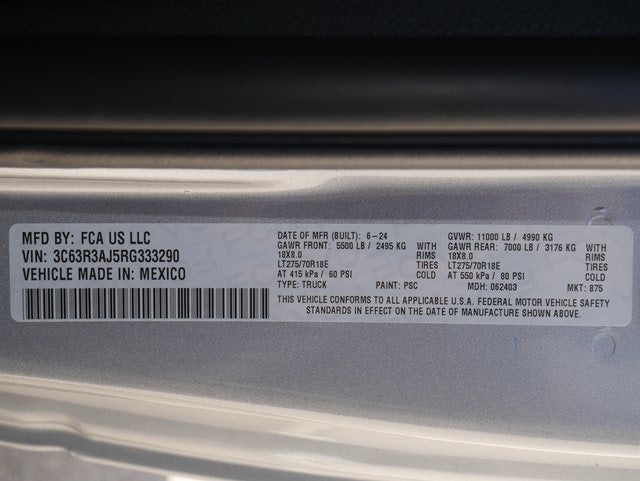 MFD BY: FCA US LLC
VIN: 3C63R3AJ5RG333290
VEHICLE MADE IN: MEXICO
DATE OF MFR (BUILT): 6-24 GVWR: 11000 LB / 4990 KG
GAWR FRONT: 5500 LB / 2495 KG GAWR REAR: 7000 LB / 3176 KG
18X8.0 RIMS 18X8.0 RIMS
LT275/70R18E TIRES LT275/70R18E TIRES
AT 415 kPa / 60 PSI COLD AT 550 kPa / 80 PSI COLD
TYPE: TRUCK PAINT: PSC MDH: 062403 MKT: 875
THIS VEHICLE CONFORMS TO ALL APPLICABLE U.S.A. FEDERAL MOTOR VEHICLE SAFETY
STANDARDS IN EFFECT ON THE DATE OF MANUFACTURE SHOWN ABOVE.